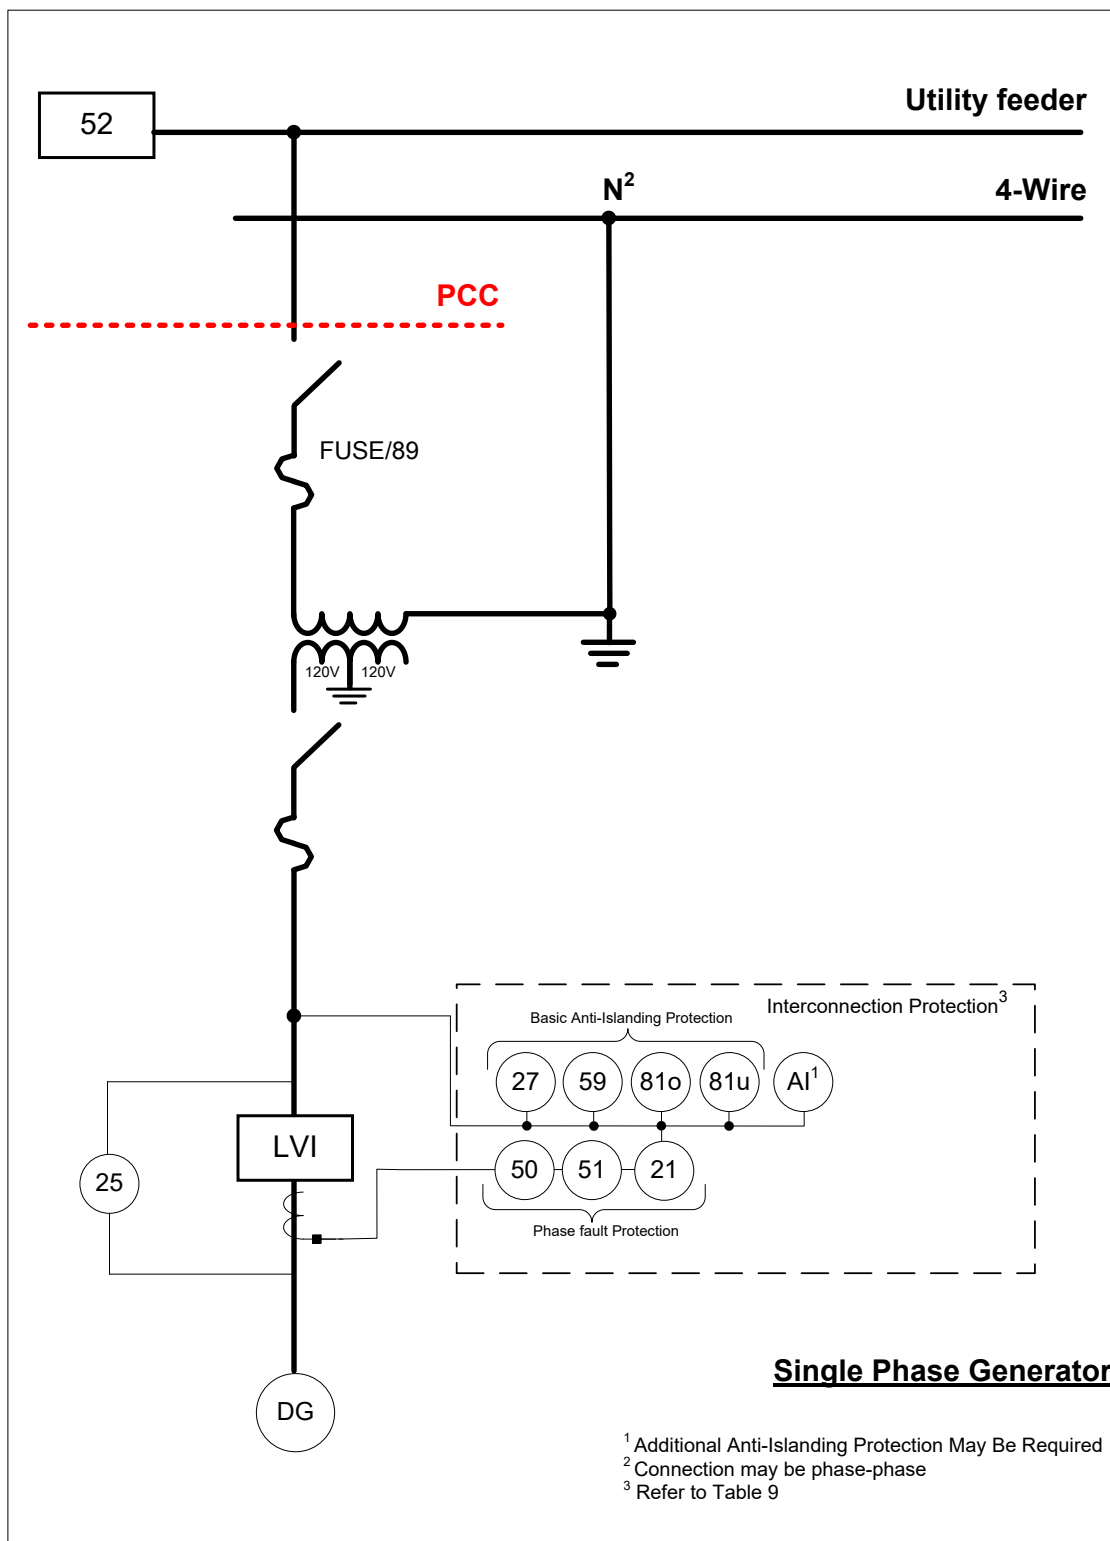 Utility feeder
52
N²
4-Wire
PCC
FUSE/89
120V 120V
Interconnection Protection³
Basic Anti-Islanding Protection
27 59 81o 81u AI¹
LVI
25
50 51 21
Phase fault Protection
Single Phase Generator
DG
¹ Additional Anti-Islanding Protection May Be Required
² Connection may be phase-phase
³ Refer to Table 9